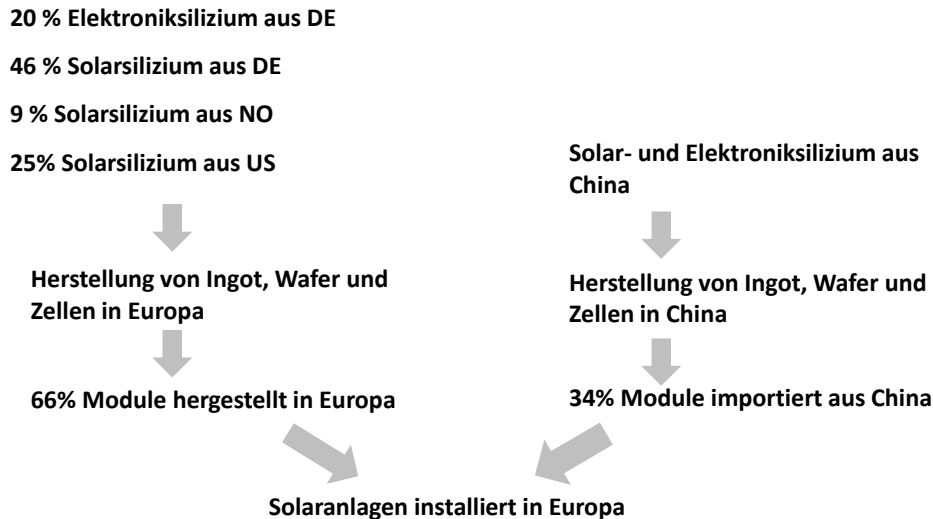 20 % Elektroniksilizium aus DE
46 % Solarsilizium aus DE
9 % Solarsilizium aus NO
25% Solarsilizium aus US
Herstellung von Ingot, Wafer und
Zellen in Europa
66% Module hergestellt in Europa
Solar- und Elektroniksilizium aus
China
Herstellung von Ingot, Wafer und
Zellen in China
34% Module importiert aus China
Solaranlagen installiert in Europa